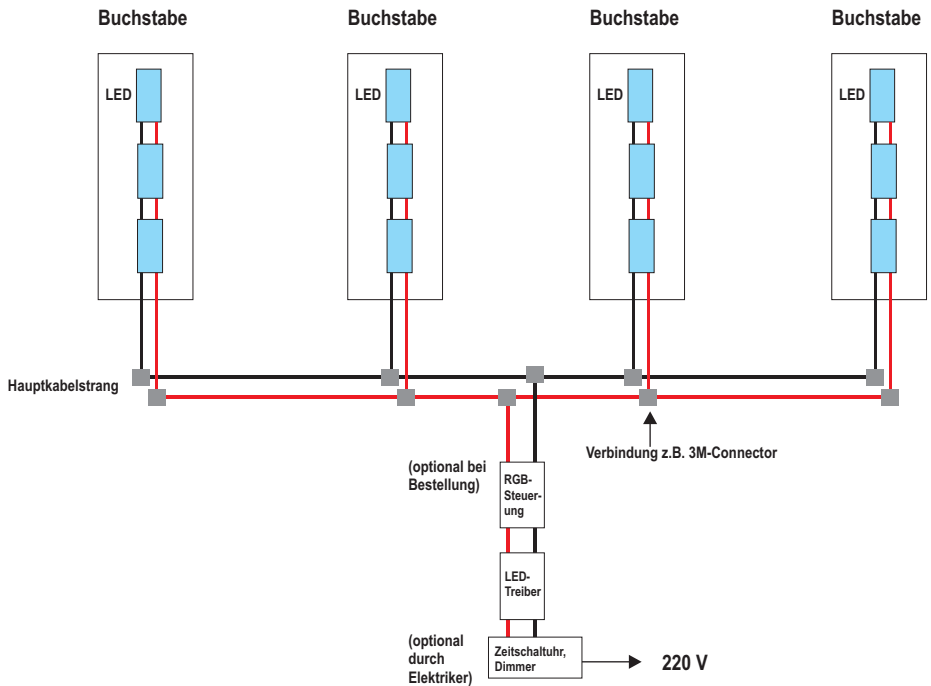 Buchstabe Buchstabe Buchstabe Buchstabe
LED LED LED LED
Hauptkabelstrang
Verbindung z.B. 3M-Connector
(optional bei
Bestellung)
RGB-
Steuer-
ung
LED-
Treiber
(optional
durch
Elektriker)
Zeitschaltuhr,
Dimmer
220 V